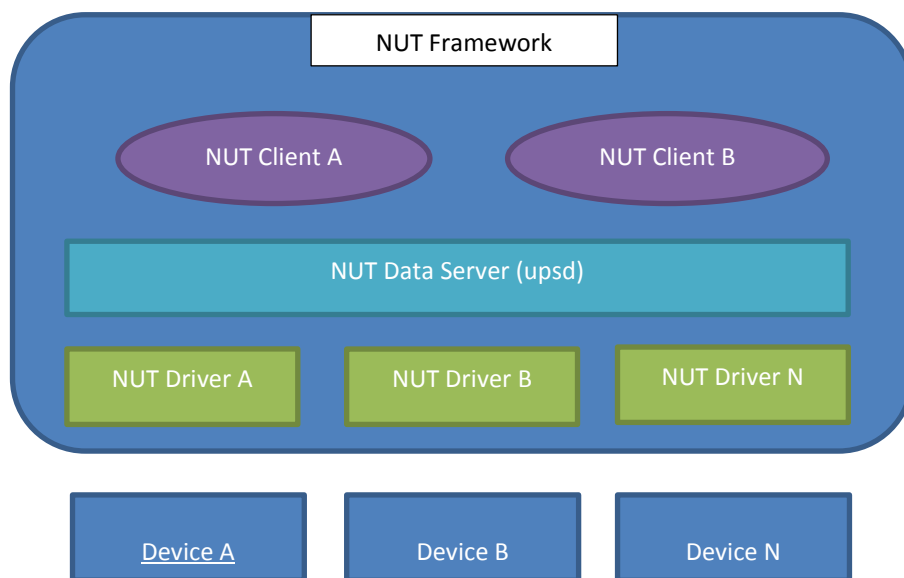 NUT Framework
NUT Client A
NUT Client B
NUT Data Server (upsd)
NUT Driver A
NUT Driver B
NUT Driver N
Device A
Device B
Device N